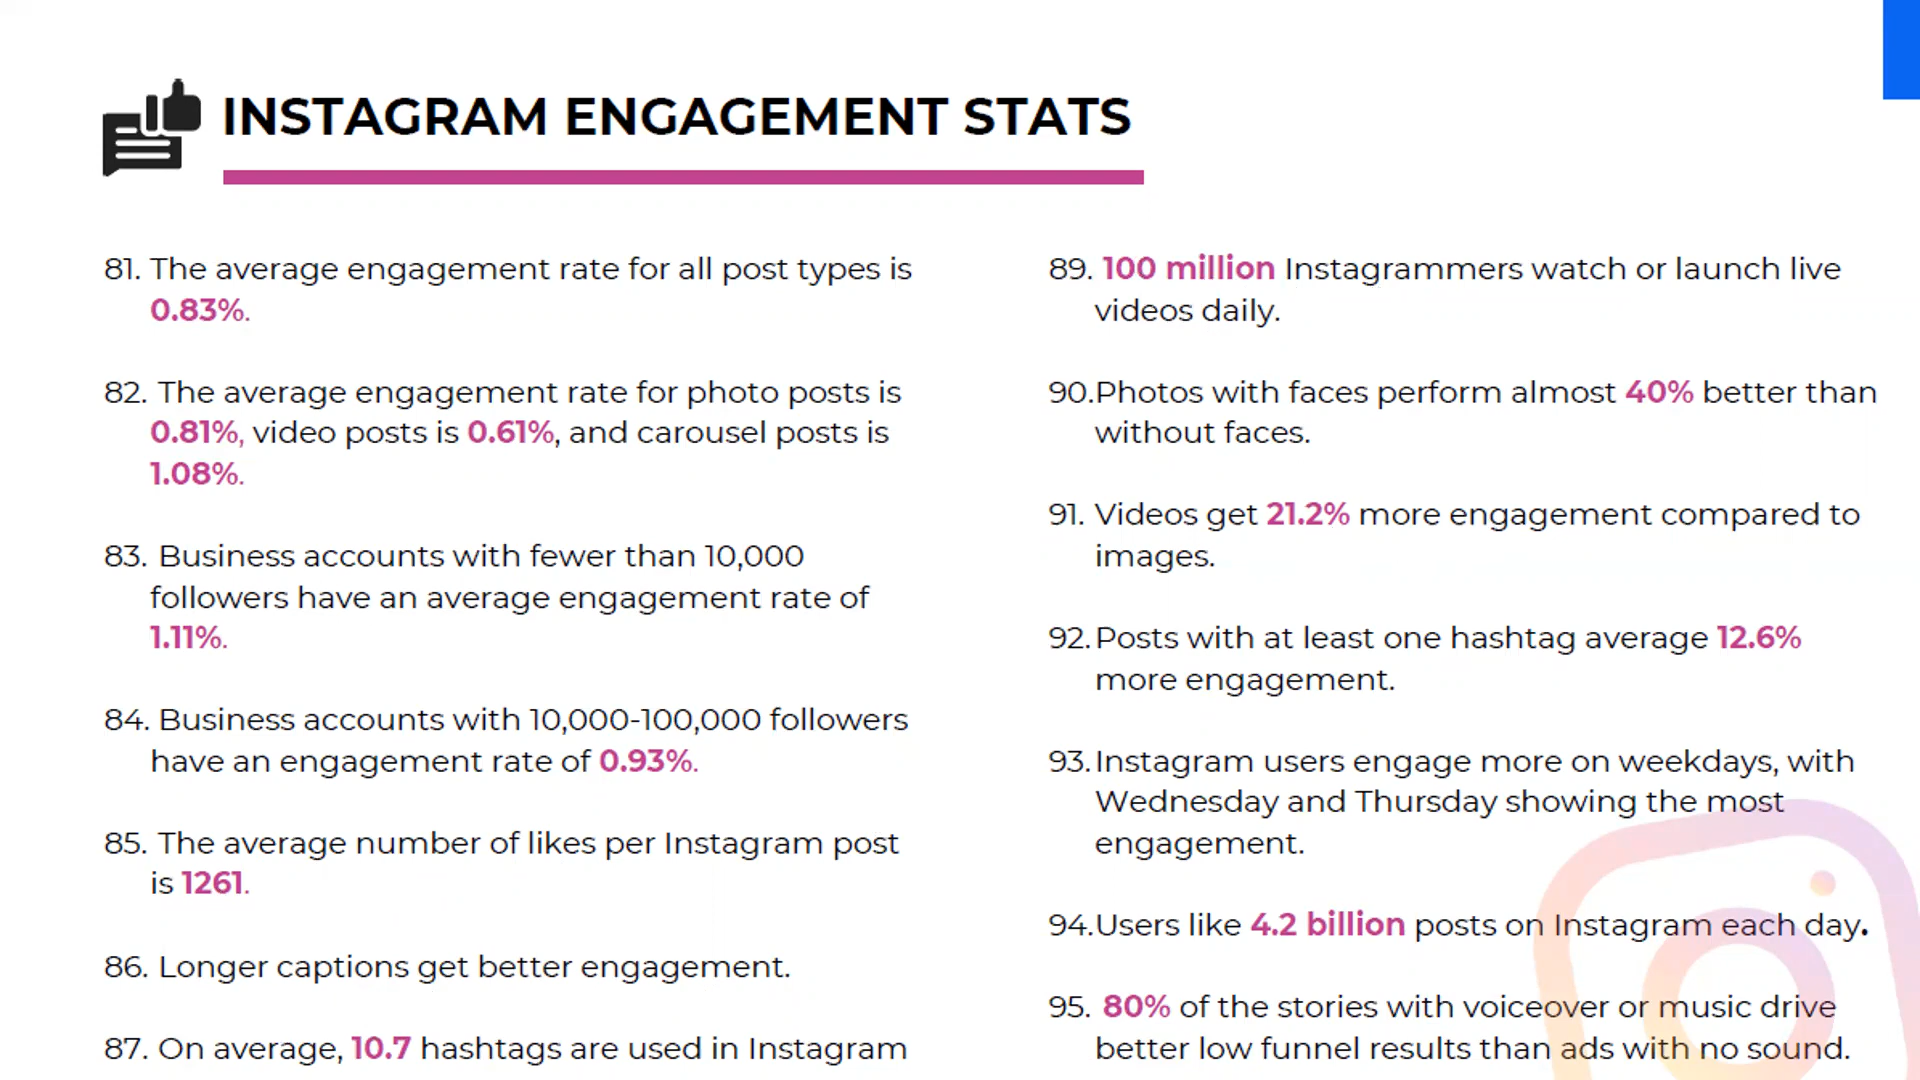 INSTAGRAM ENGAGEMENT STATS
81. The average engagement rate for all post types is
0.83%.
82. The average engagement rate for photo posts is
0.81%, video posts is 0.61%, and carousel posts is
1.08%.
83. Business accounts with fewer than 10,000
followers have an average engagement rate of
1.11%.
84. Business accounts with 10,000-100,000 followers
have an engagement rate of 0.93%.
85. The average number of likes per Instagram post
is 1261.
86. Longer captions get better engagement.
87. On average, 10.7 hashtags are used in Instagram
89. 100 million Instagrammers watch or launch live
videos daily.
90.Photos with faces perform almost 40% better than
without faces.
91. Videos get 21.2% more engagement compared to
images.
92.Posts with at least one hashtag average 12.6%
more engagement.
93.Instagram users engage more on weekdays, with
Wednesday and Thursday showing the most
engagement.
94.Users like 4.2 billion posts on Instagram each day.
95. 80% of the stories with voiceover or music drive
better low funnel results than ads with no sound.